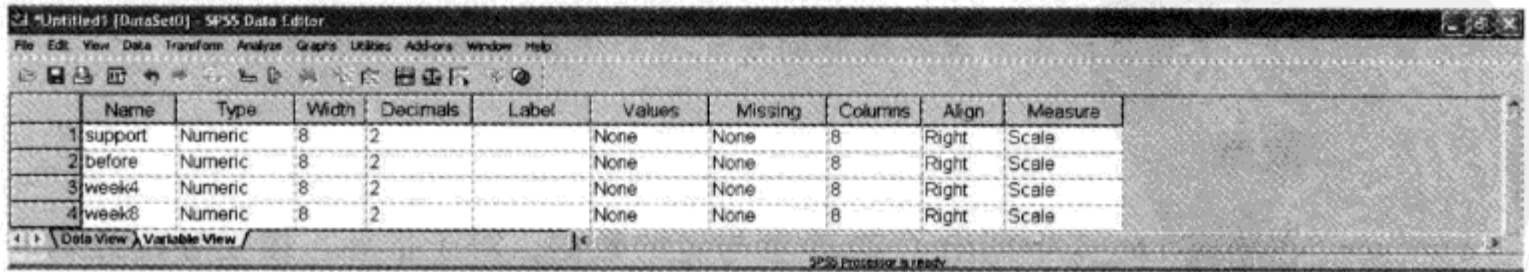 *Untitled1 [DataSet0] - SPSS Data Editor
File Edit View Data Transform Analyze Graphs Utilities Add-ons Window Help
Name Type Width Decimals Label Values Missing Columns Align Measure
1 support Numeric 8 2 None None 8 Right Scale
2 before Numeric 8 2 None None 8 Right Scale
3 week4 Numeric 8 2 None None 8 Right Scale
4 week8 Numeric 8 2 None None 8 Right Scale
Data View Variable View
SPSS Processor is ready